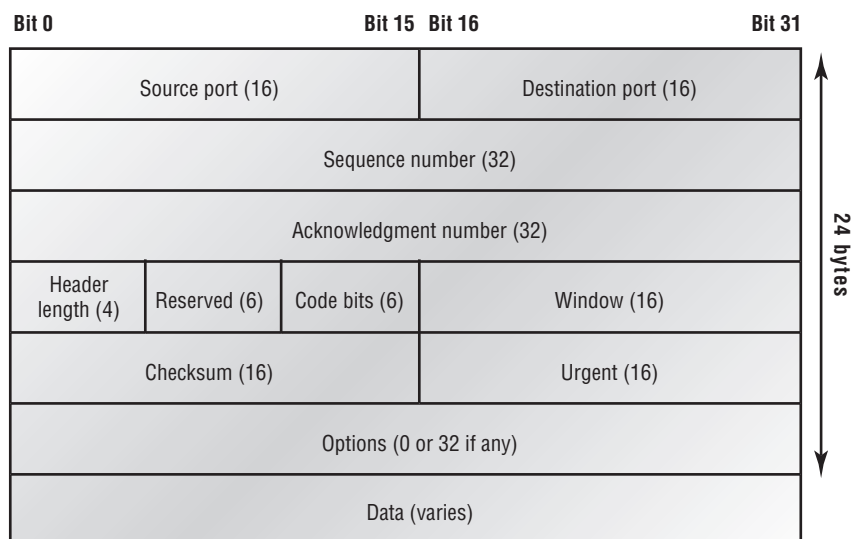 Bit 0 Bit 15 Bit 16 Bit 31
Source port (16) Destination port (16)
Sequence number (32)
Acknowledgment number (32)
Header
length (4) Reserved (6) Code bits (6) Window (16)
Checksum (16) Urgent (16)
Options (0 or 32 if any)
Data (varies)
24 bytes